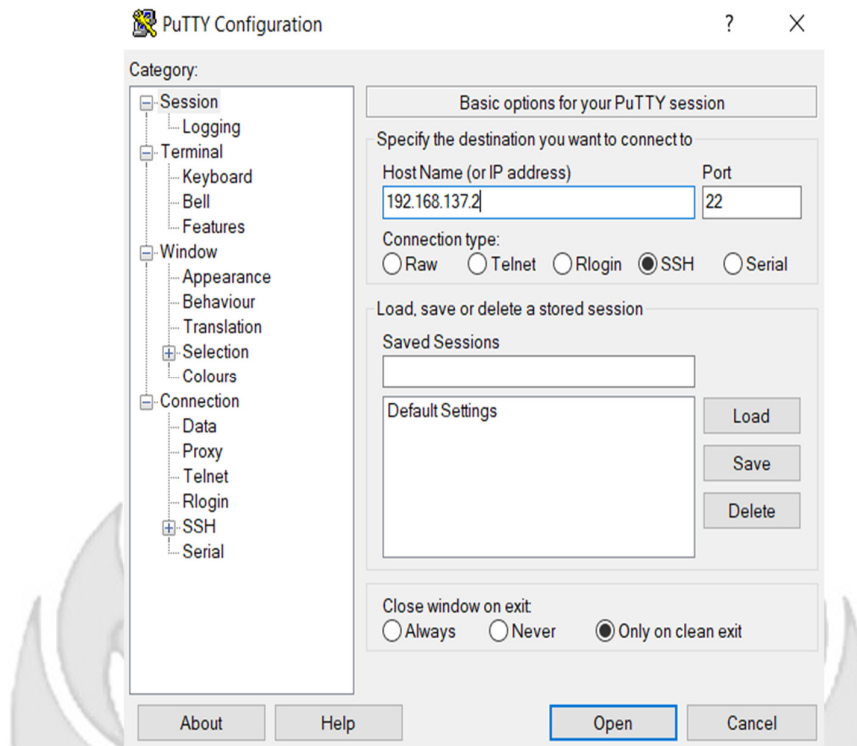 PuTTY Configuration
?
Category:
Session
Logging
Terminal
Keyboard
Bell
Features
Window
Appearance
Behaviour
Translation
Selection
Colours
Connection
Data
Proxy
Telnet
Rlogin
SSH
Serial
Basic options for your PuTTY session
Specify the destination you want to connect to
Host Name (or IP address) Port
192.168.137.2 22
Connection type:
Raw Telnet Rlogin SSH Serial
Load, save or delete a stored session
Saved Sessions
Default Settings
Load
Save
Delete
Close window on exit:
Always Never Only on clean exit
About Help Open Cancel